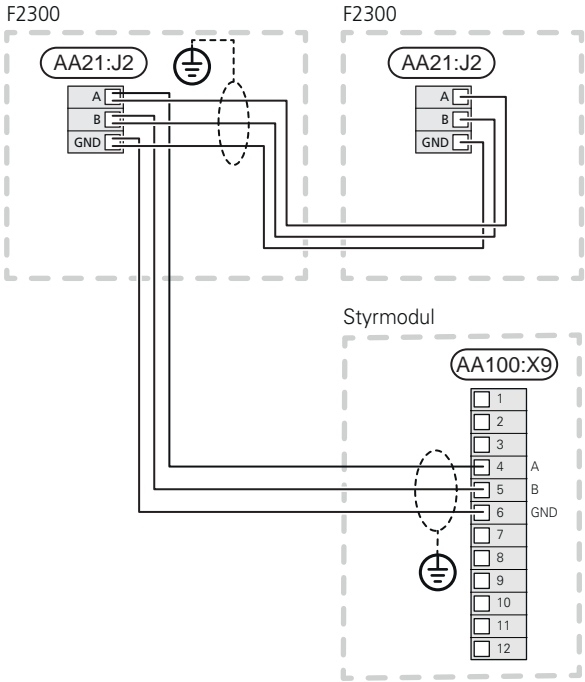 F2300
AA21:J2
A
B
GND
F2300
AA21:J2
A
B
GND
Styrmodul
AA100:X9
1
2
3
4 A
5 B
6 GND
7
8
9
10
11
12